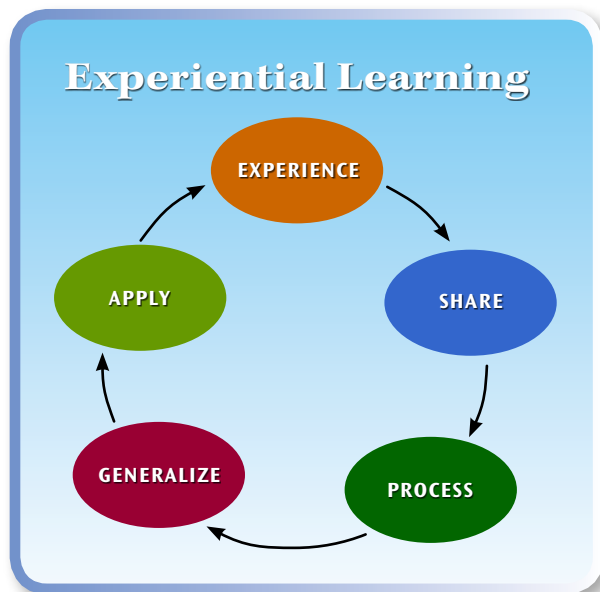 Experiential Learning
EXPERIENCE
SHARE
PROCESS
GENERALIZE
APPLY